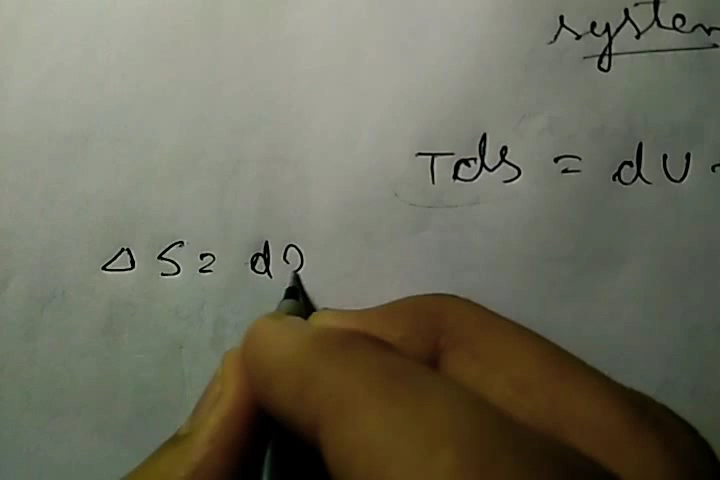 system
Tds = dU
ΔS = dQ